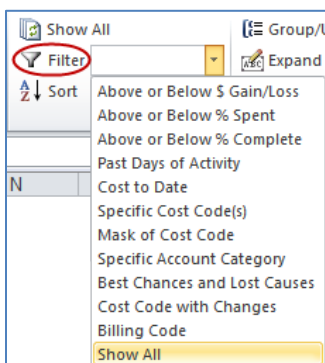 Show All
Group/U
Filter
Expand
Sort
Above or Below $ Gain/Loss
Above or Below % Spent
Above or Below % Complete
Past Days of Activity
Cost to Date
N
Specific Cost Code(s)
Mask of Cost Code
Specific Account Category
Best Chances and Lost Causes
Cost Code with Changes
Billing Code
Show All